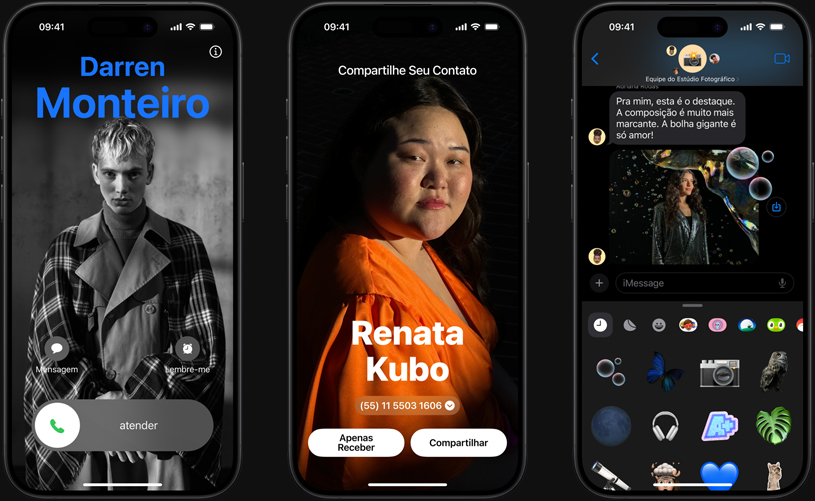 09:41
Darren
Monteiro
Mensagem
Lembre-me
atender
09:41
Compartilhe Seu Contato
Renata
Kubo
(55) 11 5503 1606
Apenas
Receber
Compartilhar
09:41
Equipe do Estúdio Fotográfico
Adriana Rodas
Pra mim, esta é o destaque.
A composição é muito mais
marcante. A bolha gigante é
só amor!
iMessage